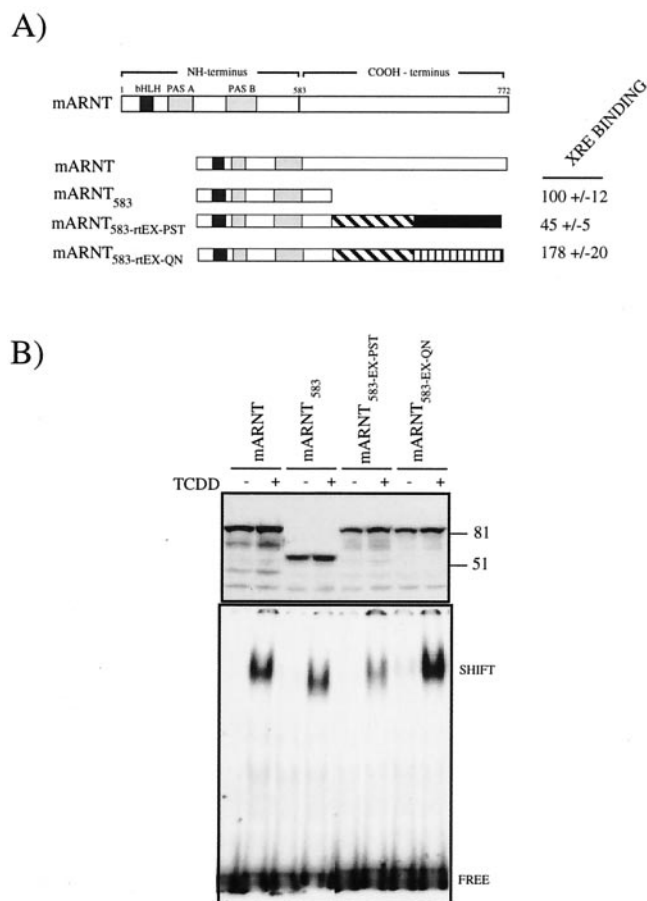 A)
NH-terminus COOH - terminus
1 bHLH PAS A PAS B 583 772
mARNT
XRE BINDING
mARNT
mARNT583 100 +/-12
mARNT583-rtEX-PST 45 +/-5
mARNT583-rtEX-QN 178 +/-20
B)
mARNT mARNT583 mARNT583-EX-PST mARNT583-EX-QN
TCDD - + - + - + - +
81
51
SHIFT
FREE